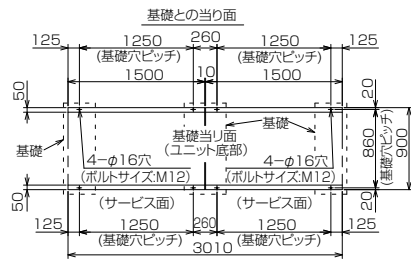 基礎との当り面
125 1250 260 1250 125
(基礎穴ピッチ) (基礎穴ピッチ)
1500 10 1500
50 20
基礎 基礎当り面 基礎
(ユニット底部)
860 (基礎穴ピッチ) 900
4-φ16穴 4-φ16穴
(ボルトサイズ:M12) (ボルトサイズ:M12)
50 20
(サービス面) (サービス面)
125 1250 260 1250 125
(基礎穴ピッチ) (基礎穴ピッチ)
3010